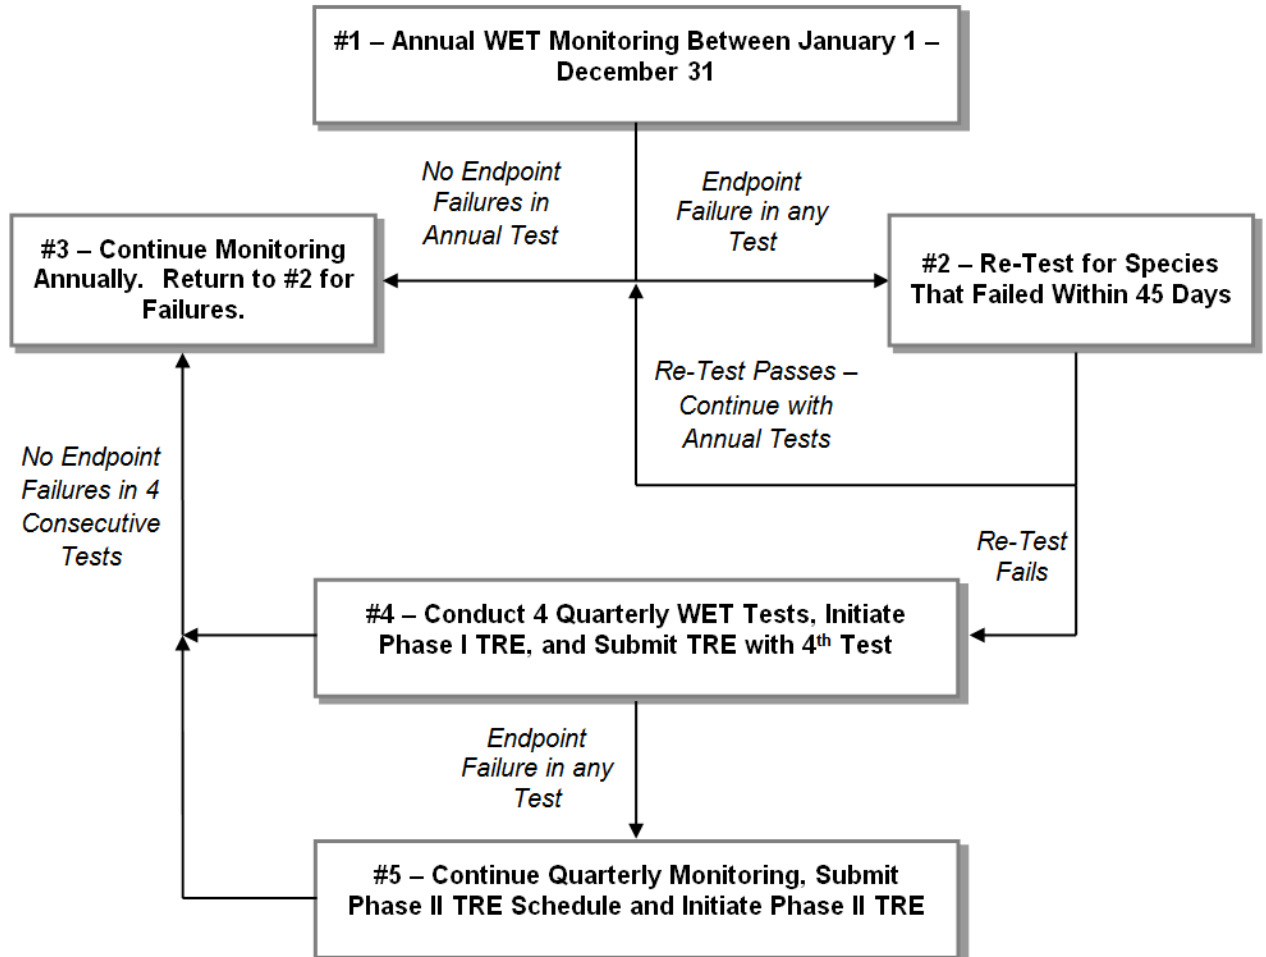 #1 – Annual WET Monitoring Between January 1 –
December 31
No Endpoint
Failures in
Annual Test
Endpoint
Failure in any
Test
#3 – Continue Monitoring
Annually.  Return to #2 for
Failures.
#2 – Re-Test for Species
That Failed Within 45 Days
Re-Test Passes –
Continue with
Annual Tests
No Endpoint
Failures in 4
Consecutive
Tests
Re-Test
Fails
#4 – Conduct 4 Quarterly WET Tests, Initiate
Phase I TRE, and Submit TRE with 4th Test
Endpoint
Failure in any
Test
#5 – Continue Quarterly Monitoring, Submit
Phase II TRE Schedule and Initiate Phase II TRE